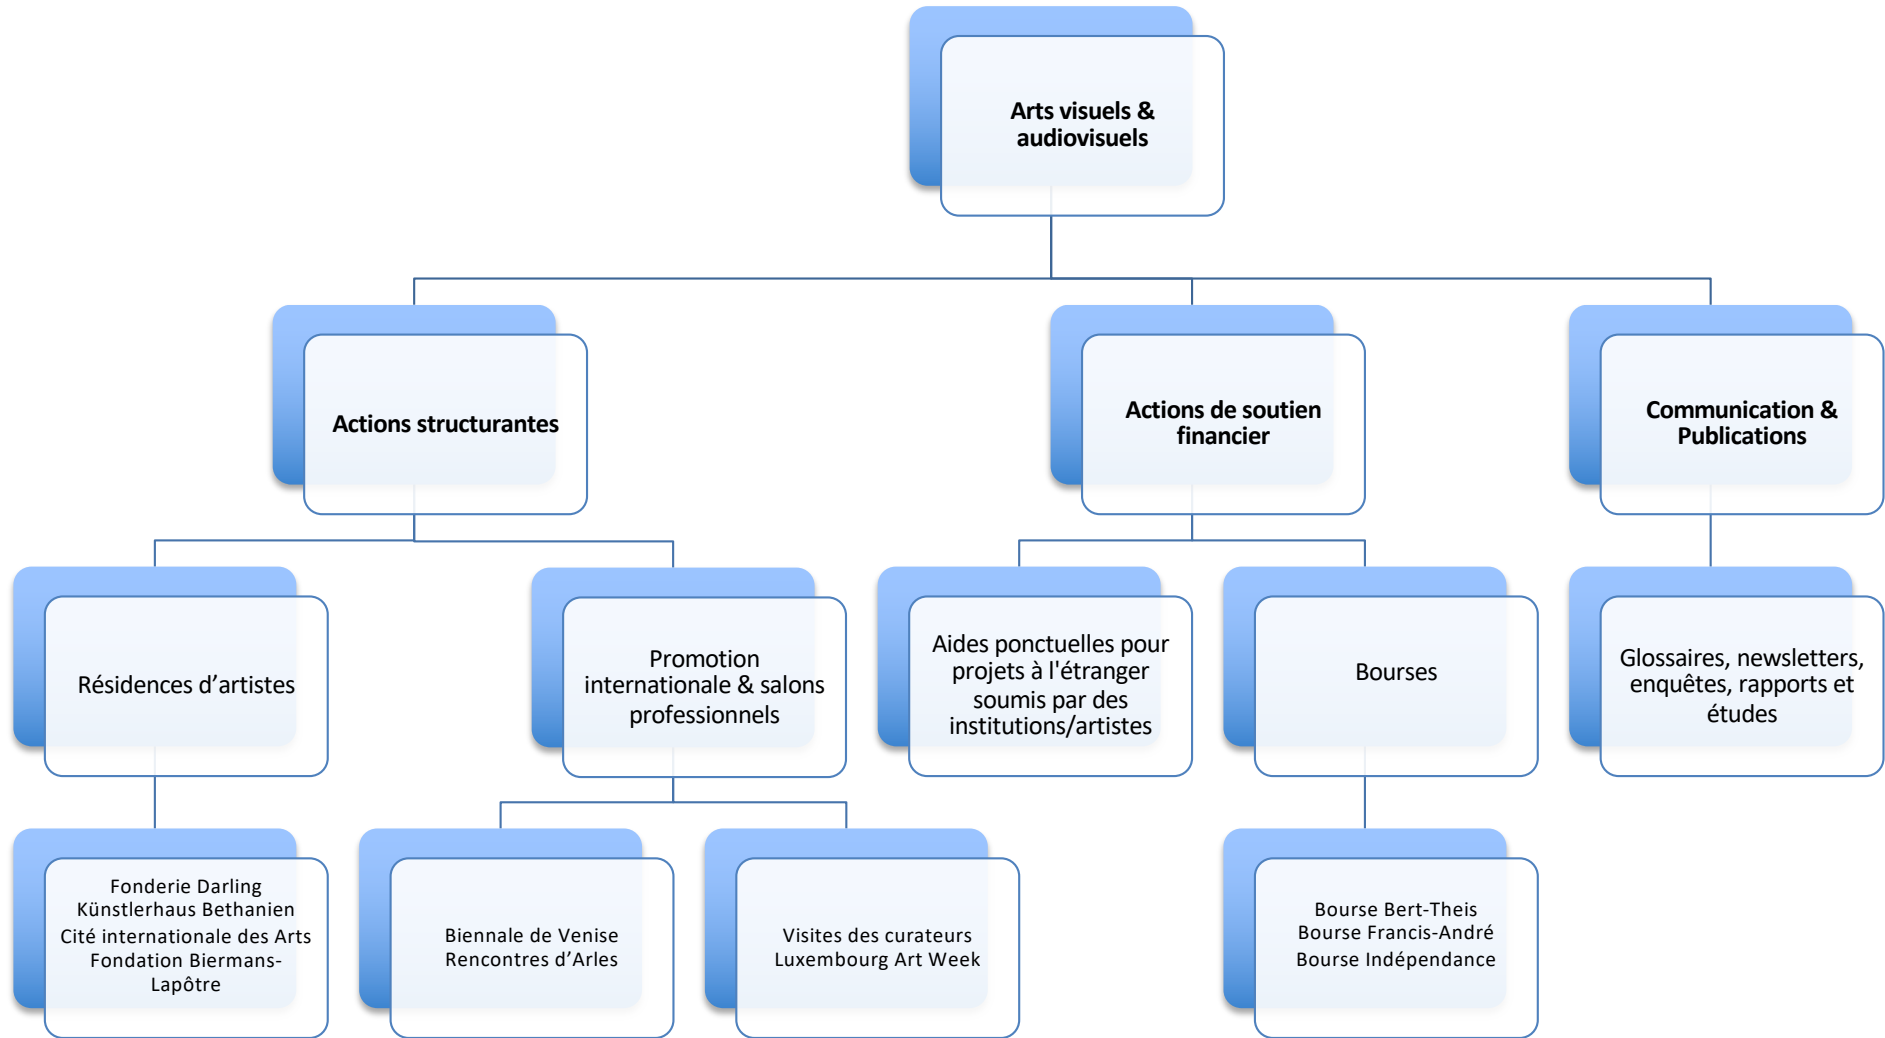 Arts visuels &
audiovisuels
Actions structurantes
Actions de soutien
financier
Communication &
Publications
Résidences d’artistes
Promotion
internationale & salons
professionnels
Aides ponctuelles pour
projets à l'étranger
soumis par des
institutions/artistes
Bourses
Glossaires, newsletters,
enquêtes, rapports et
études
Fonderie Darling
Künstlerhaus Bethanien
Cité internationale des Arts
Fondation Biermans-
Lapôtre
Biennale de Venise
Rencontres d’Arles
Visites des curateurs
Luxembourg Art Week
Bourse Bert-Theis
Bourse Francis-André
Bourse Indépendance